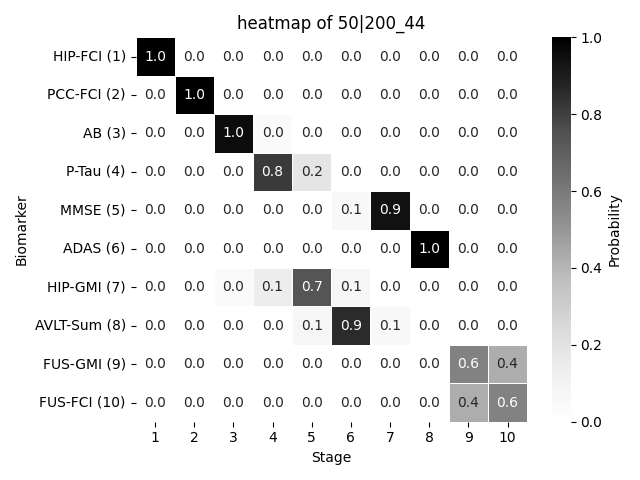 heatmap of 50|200_44
HIP-FCI (1) 1.0 0.0 0.0 0.0 0.0 0.0 0.0 0.0 0.0 0.0
PCC-FCI (2) 0.0 1.0 0.0 0.0 0.0 0.0 0.0 0.0 0.0 0.0
AB (3) 0.0 0.0 1.0 0.0 0.0 0.0 0.0 0.0 0.0 0.0
P-Tau (4) 0.0 0.0 0.0 0.8 0.2 0.0 0.0 0.0 0.0 0.0
MMSE (5) 0.0 0.0 0.0 0.0 0.0 0.1 0.9 0.0 0.0 0.0
ADAS (6) 0.0 0.0 0.0 0.0 0.0 0.0 0.0 1.0 0.0 0.0
HIP-GMI (7) 0.0 0.0 0.0 0.1 0.7 0.1 0.0 0.0 0.0 0.0
AVLT-Sum (8) 0.0 0.0 0.0 0.0 0.1 0.9 0.1 0.0 0.0 0.0
FUS-GMI (9) 0.0 0.0 0.0 0.0 0.0 0.0 0.0 0.0 0.6 0.4
FUS-FCI (10) 0.0 0.0 0.0 0.0 0.0 0.0 0.0 0.0 0.4 0.6
1 2 3 4 5 6 7 8 9 10
Stage
Biomarker
1.0
0.8
0.6
0.4
0.2
0.0
Probability